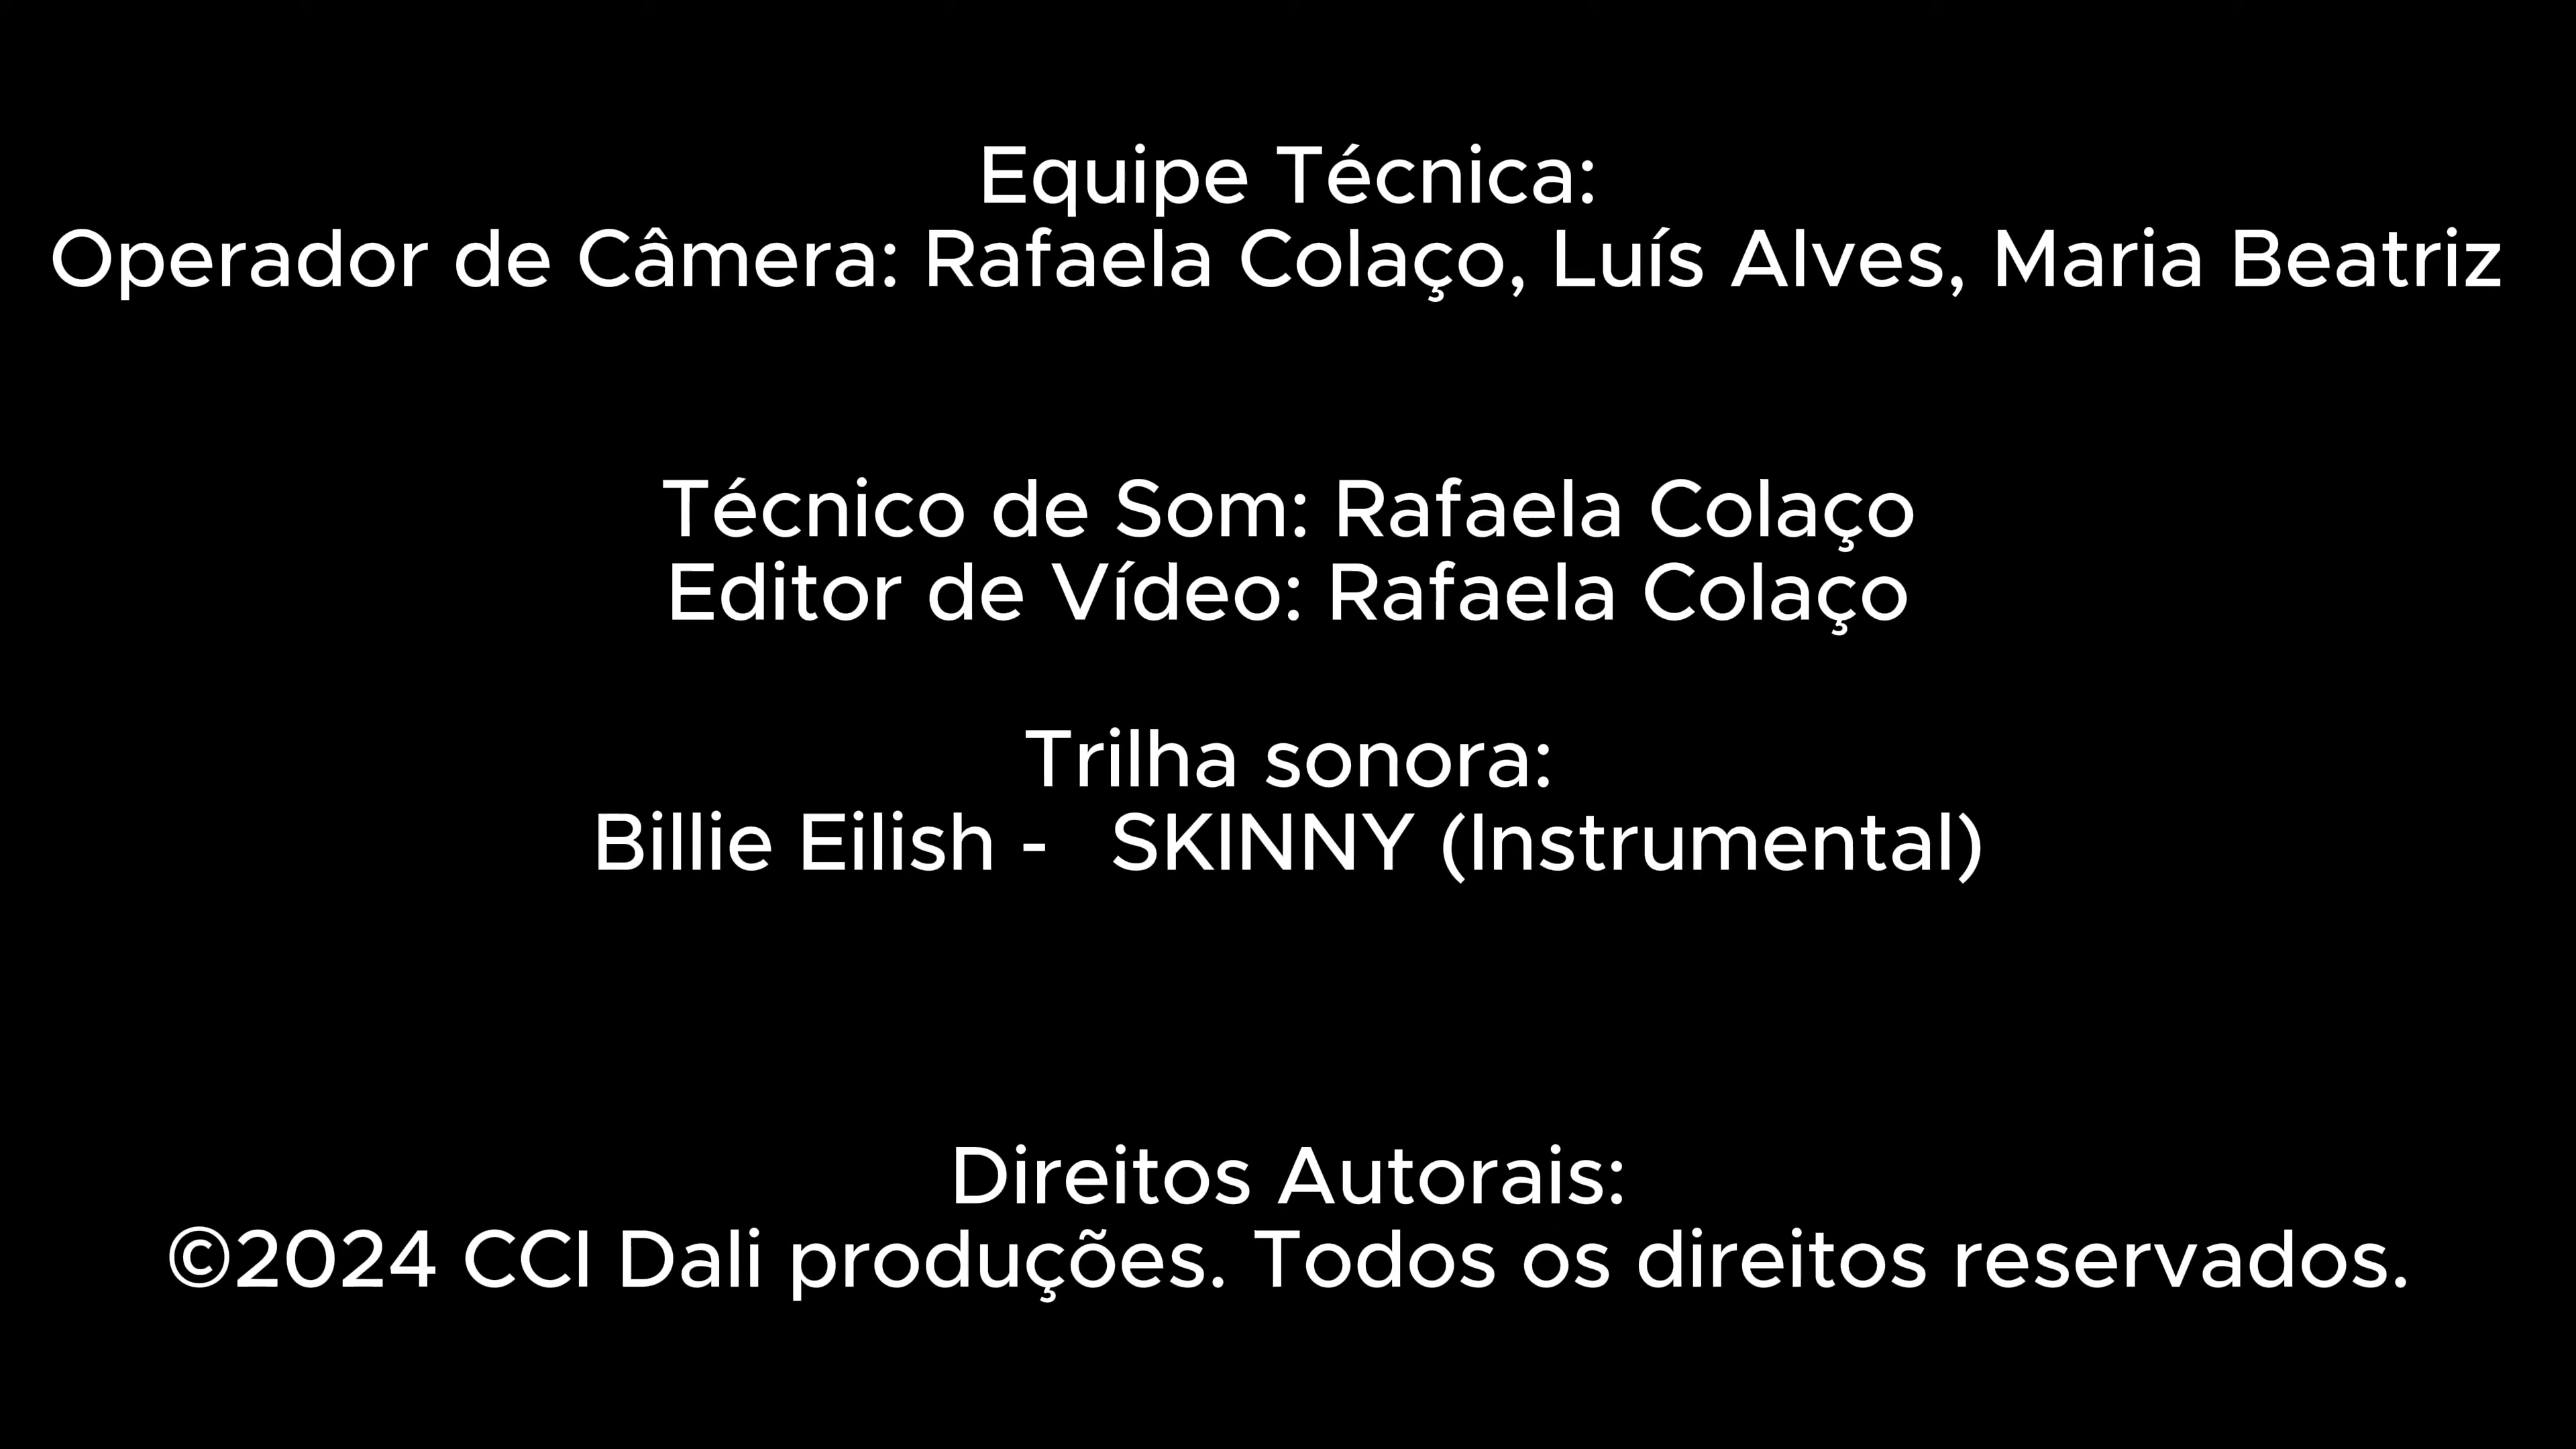 Equipe Técnica:
Operador de Câmera: Rafaela Colaço, Luís Alves, Maria Beatriz
Técnico de Som: Rafaela Colaço
Editor de Vídeo: Rafaela Colaço
Trilha sonora:
Billie Eilish -   SKINNY (Instrumental)
Direitos Autorais:
©2024 CCI Dali produções. Todos os direitos reservados.